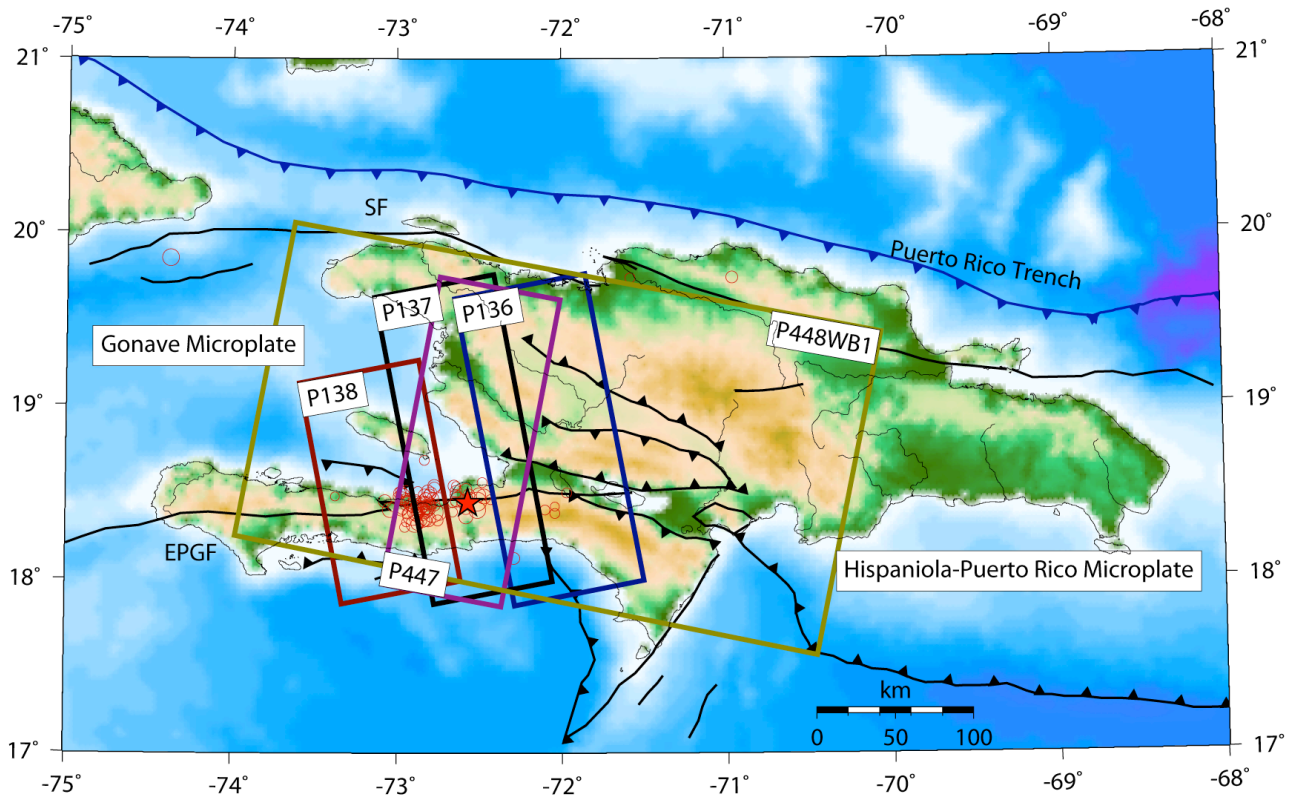 -75° -74° -73° -72° -71° -70° -69° -68°
21° 21°
SF
20° 20°
Puerto Rico Trench
P137 P136
P448WB1
Gonave Microplate
P138
19° 19°
EPGF
P447
18° 18°
Hispaniola-Puerto Rico Microplate
km
0 50 100
17° 17°
-75° -74° -73° -72° -71° -70° -69° -68°